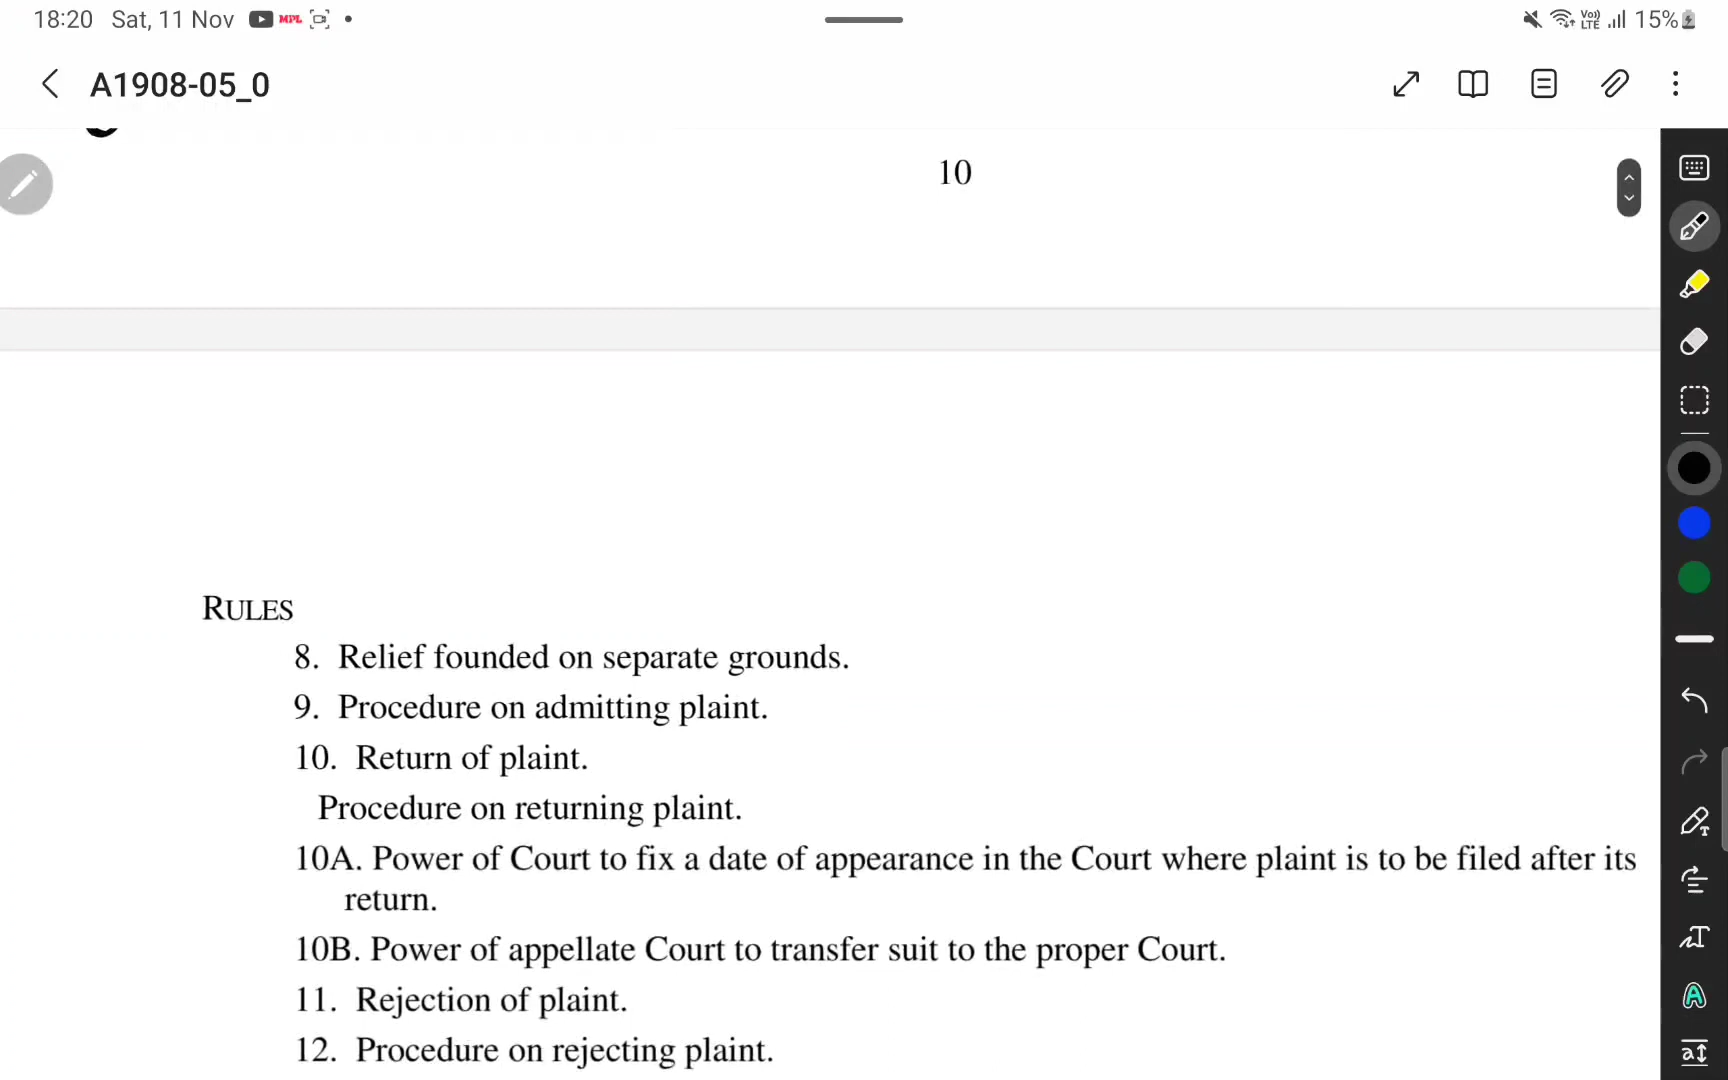 18:20 Sat, 11 Nov MPL
Vo)) LTE 15%
A1908-05_0
10
RULES
8. Relief founded on separate grounds.
9. Procedure on admitting plaint.
10. Return of plaint.
Procedure on returning plaint.
10A. Power of Court to fix a date of appearance in the Court where plaint is to be filed after its
return.
10B. Power of appellate Court to transfer suit to the proper Court.
11. Rejection of plaint.
12. Procedure on rejecting plaint.